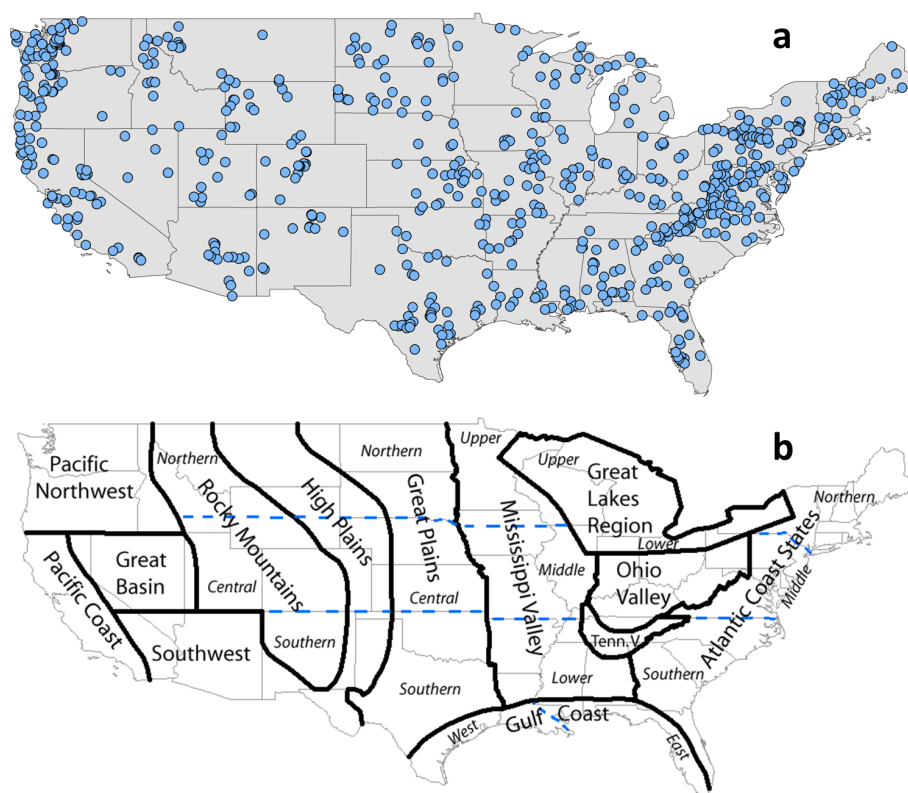 a
b
Pacific
Northwest
Northern
Rocky Mountains
Central
Southern
High Plains
Northern
Great Plains
Central
Southern
Upper
Mississippi Valley
Middle
Lower
Upper
Great
Lakes
Region
Lower
Ohio
Valley
Tenn. V.
Northern
Atlantic Coast States
Middle
Southern
Pacific Coast
Great
Basin
Southwest
West
Gulf Coast
East